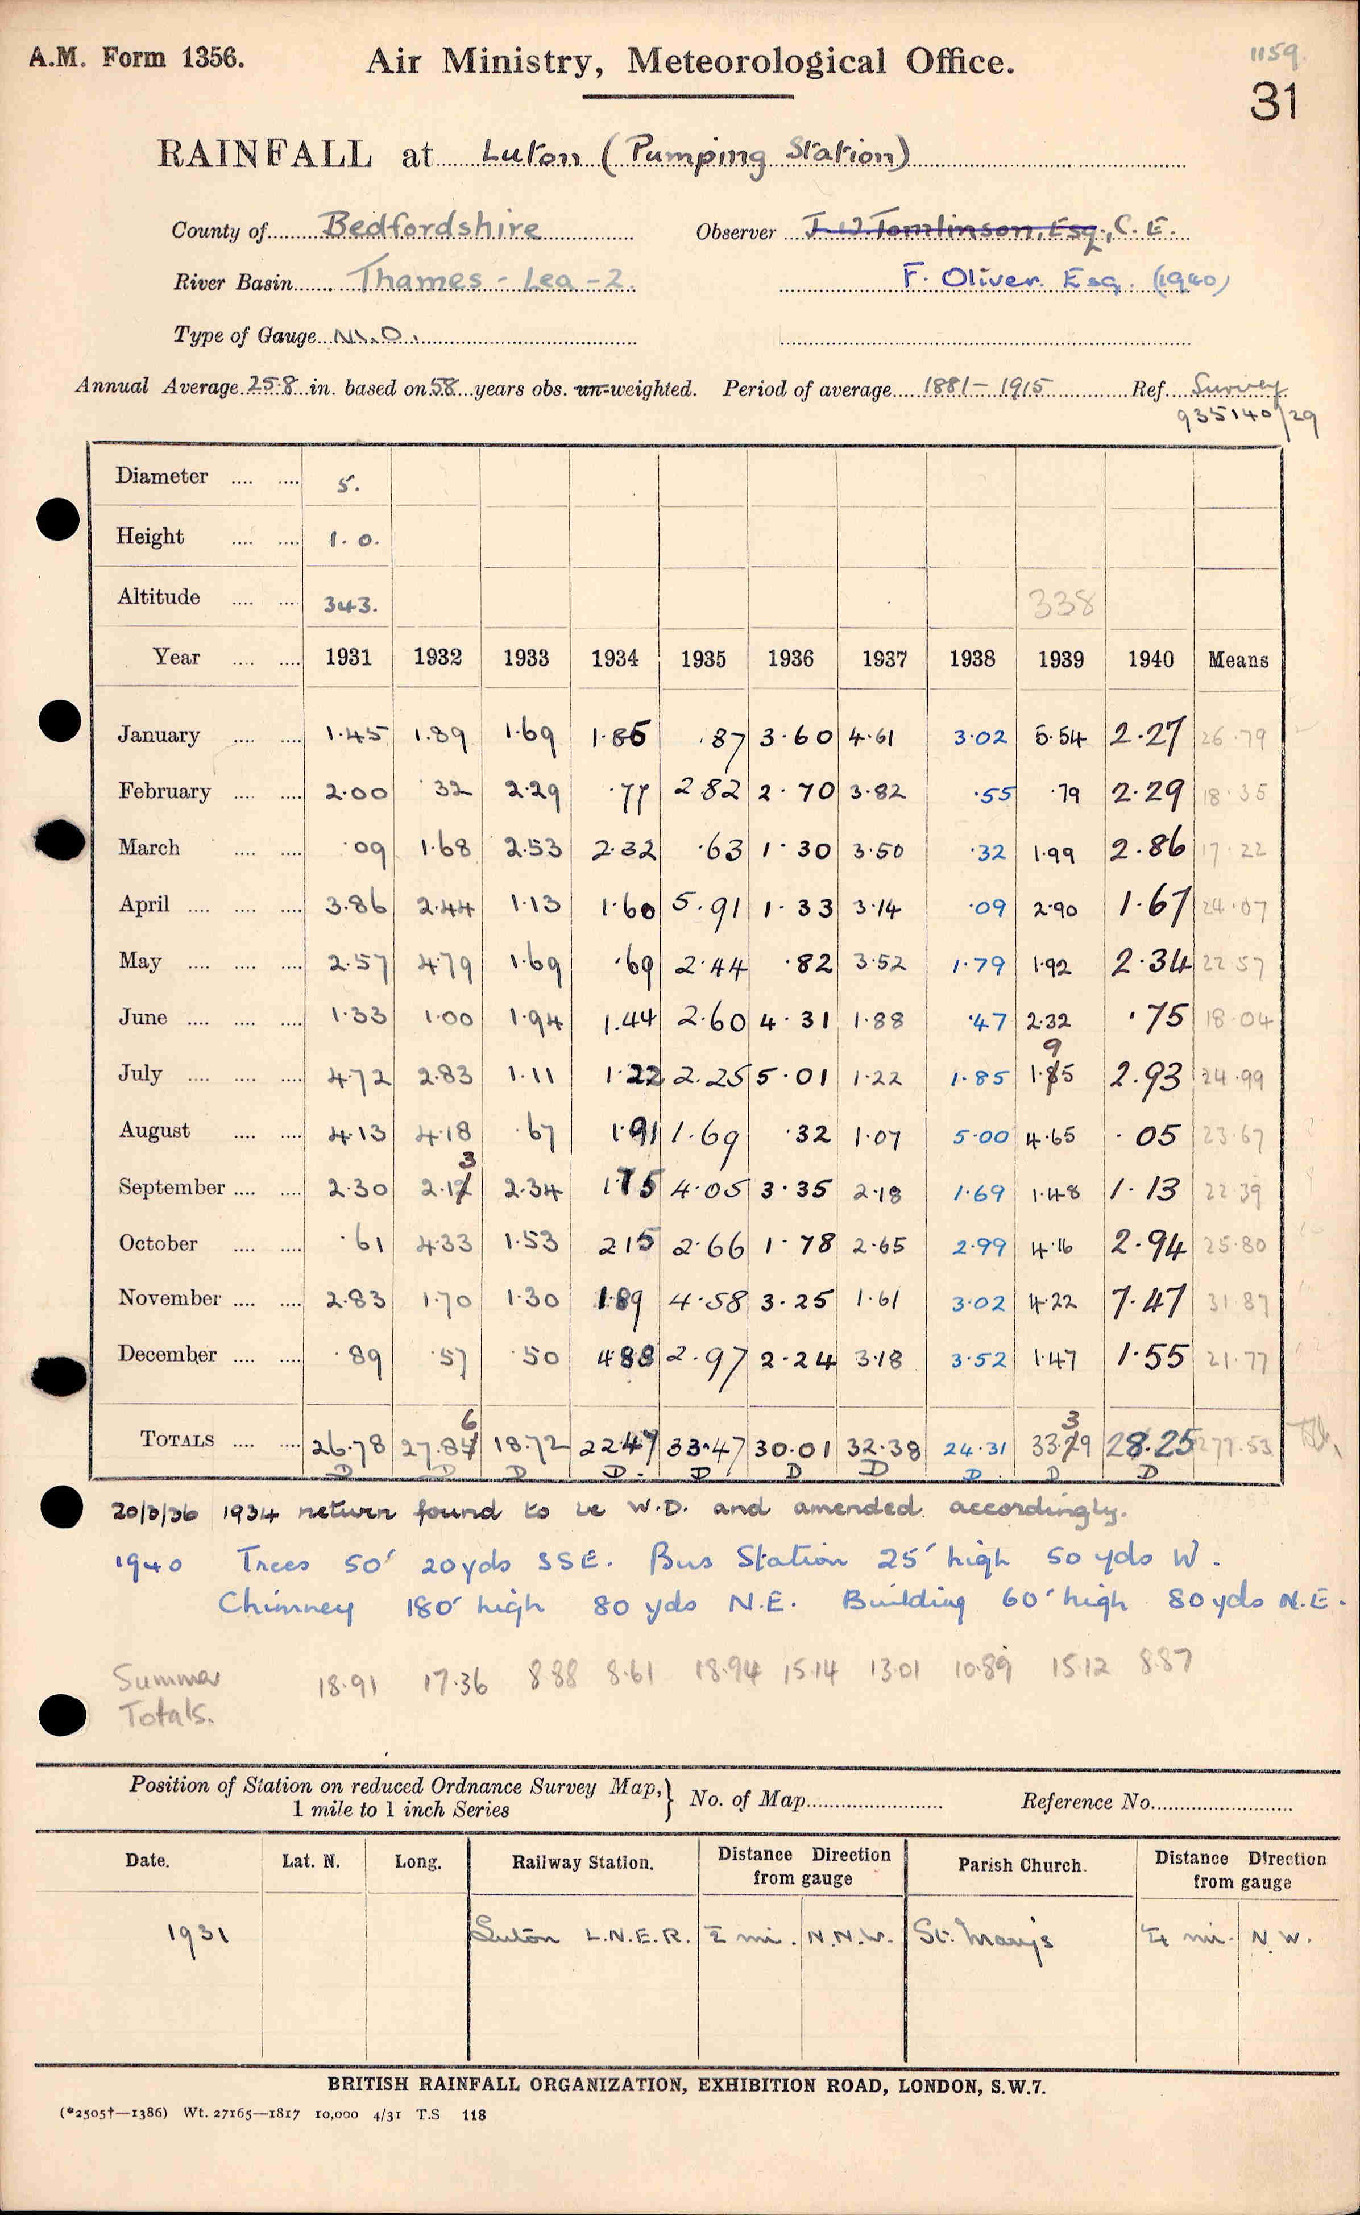 A.M. Form 1356.
Air Ministry, Meteorological Office.
1159.
31
RAINFALL at Luton (Pumping Station)
County of Bedfordshire Observer J. W. Tomlinson, Esq., C.E.
River Basin Thames - Lea - 2. F. Oliver Esq. (1940)
Type of Gauge M.O.
Annual Average 25.8 in. based on 58 years obs. un-weighted. Period of average 1881-1915 Ref. Survey
935140/29
Diameter 5.
Height 1. 0.
Altitude 343. 338
Year 1931 1932 1933 1934 1935 1936 1937 1938 1939 1940 Means
January 1.45 1.89 1.69 1.85 .87 3.60 4.61 3.02 5.54 2.27 26.79
February 2.00 .32 2.29 .77 2.82 2.70 3.82 .55 .79 2.29 18.35
March .09 1.68 2.53 2.32 .63 1.30 3.50 .32 1.99 2.86 17.22
April 3.86 2.44 1.13 1.60 5.91 1.33 3.14 .09 2.90 1.67 24.07
May 2.57 4.79 1.69 .69 2.44 .82 3.52 1.79 1.92 2.34 22.57
June 1.33 1.00 1.94 1.44 2.60 4.31 1.88 .47 2.32 .75 18.04
9
July 4.72 2.83 1.11 1.22 2.25 5.01 1.22 1.85 1.85 2.93 24.99
August 4.13 4.18 .67 1.91 1.69 .32 1.07 5.00 4.65 .05 23.67
3
September 2.30 2.12 2.34 1.75 4.05 3.35 2.18 1.69 1.48 1.13 22.39
October .61 4.33 1.53 2.15 2.66 1.78 2.65 2.99 4.16 2.94 25.80
November 2.83 1.70 1.30 1.89 4.58 3.25 1.61 3.02 4.22 7.47 31.87
December .89 .57 .50 4.88 2.97 2.24 3.18 3.52 1.47 1.55 21.77
6 3
TOTALS 26.78 27.84 18.72 22.47 33.47 30.01 32.38 24.31 33.29 28.25 277.53
D D D D. D D D D. D D
20/3/36 1934 return found to be W.D. and amended accordingly.
1940 Trees 50' 20yds SSE. Bus Station 25' high 50 yds W.
Chimney 180' high 80 yds N.E. Building 60' high 80 yds N.E.
Summer 18.91 17.36 8.88 8.61 18.94 15.14 13.01 10.89 15.12 8.87
Totals.
Position of Station on reduced Ordnance Survey Map, } No. of Map Reference No.
1 mile to 1 inch Series
Date. Lat. N. Long. Railway Station. Distance Direction from gauge Parish Church. Distance Direction from gauge
1931 Luton L.N.E.R. ½ mi. N.N.W. St. Mary's ¼ mi. N.W.
BRITISH RAINFALL ORGANIZATION, EXHIBITION ROAD, LONDON, S.W.7.
(*2505†—1386) Wt. 27165—1817 10,000 4/31 T.S 118